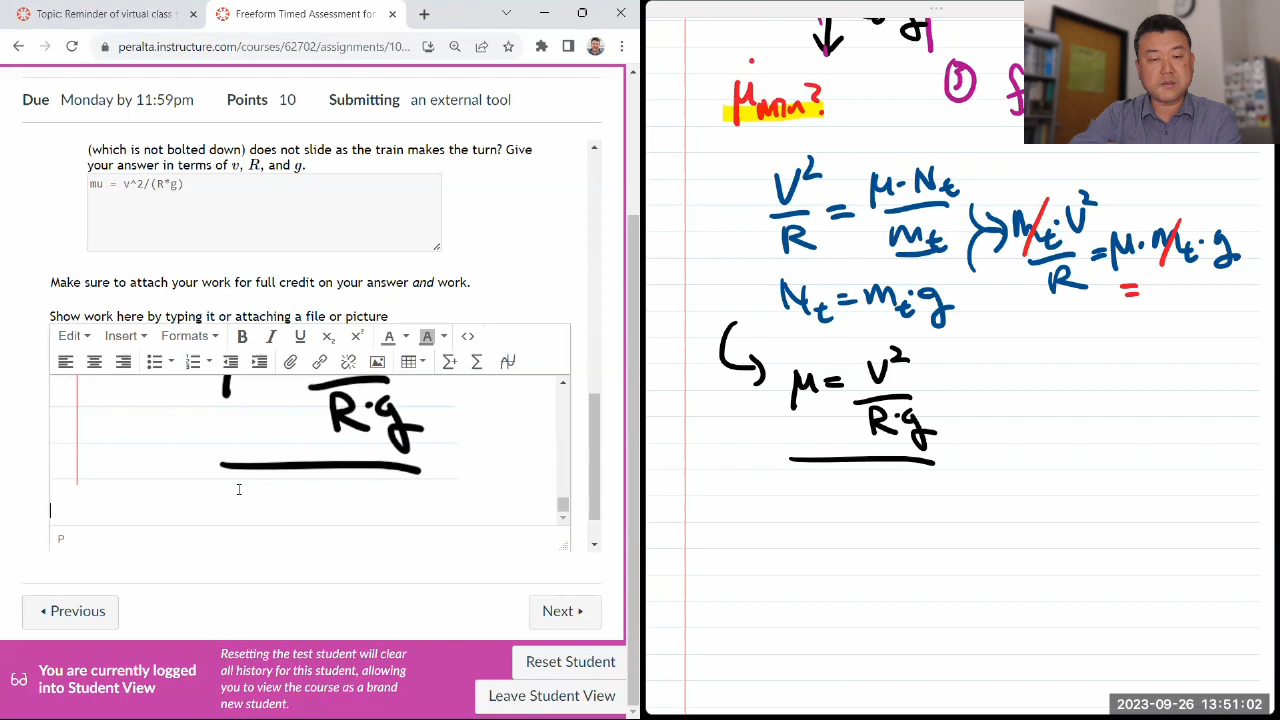 Topic Reminder of virtual class g
Freeform Timed Assessment for
peralta.instructure.com/courses/62702/assignments/10...
Due Monday by 11:59pm Points 10 Submitting an external tool
(which is not bolted down) does not slide as the train makes the turn? Give
your answer in terms of v, R, and g.
mu = v^2/(R*g)
Make sure to attach your work for full credit on your answer and work.
Show work here by typing it or attaching a file or picture
Edit Insert Formats B I U X₂ X² A A <>
R·g
P
Previous Next
You are currently logged
into Student View
Resetting the test student will clear
all history for this student, allowing
you to view the course as a brand
new student.
Reset Student
Leave Student View
μmin?
③
V²/R = μ·Nt/mt
mt·V²/R = μ·mt·g
Nt = mt·g
μ = V²/R·g
2023-09-26 13:51:02